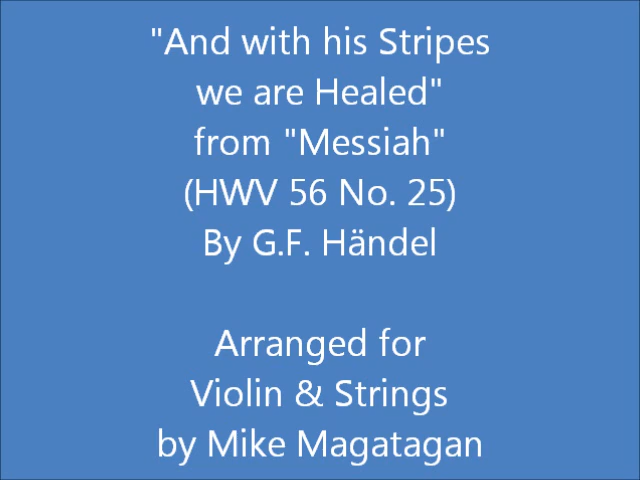 "And with his Stripes
we are Healed"
from "Messiah"
(HWV 56 No. 25)
By G.F. Händel
Arranged for
Violin & Strings
by Mike Magatagan